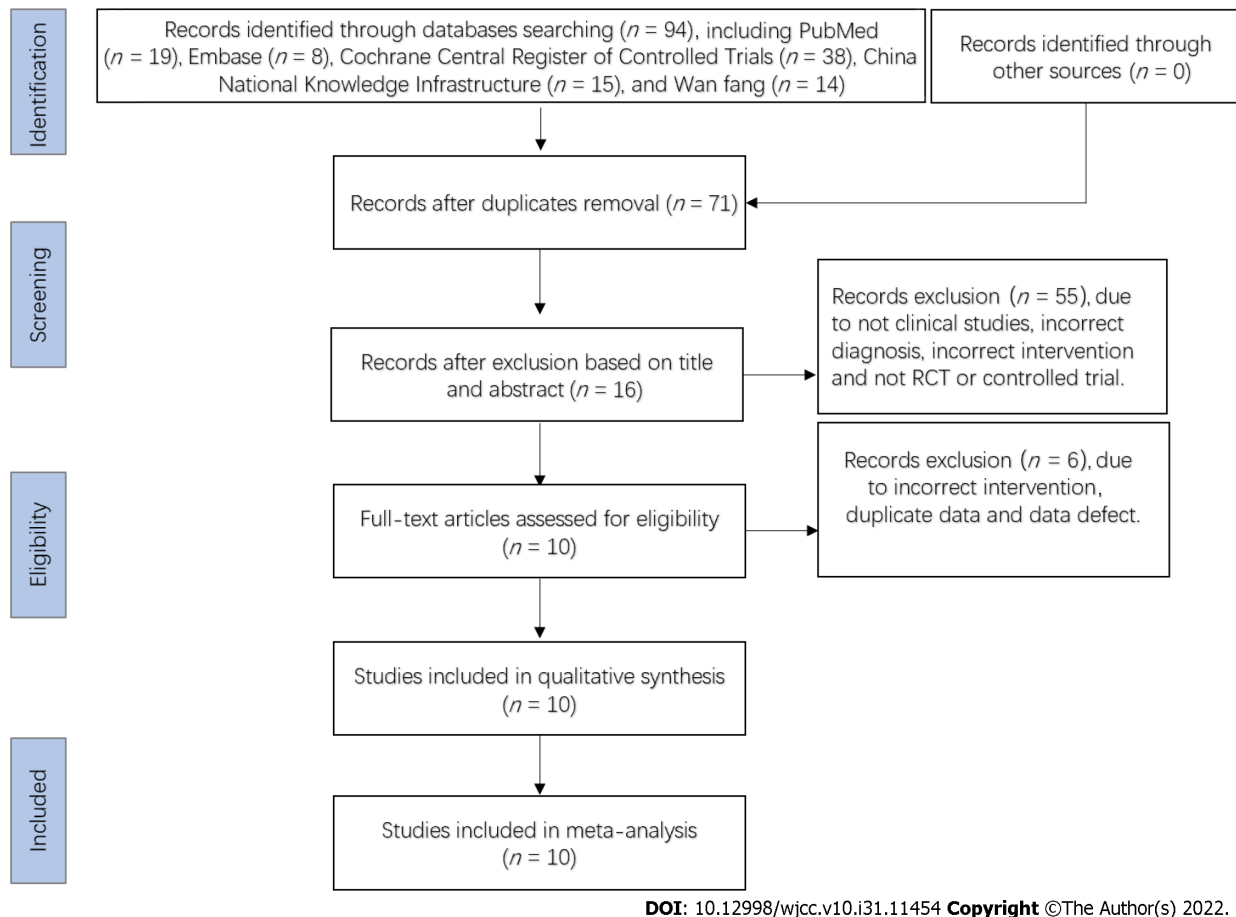 Identification
Records identified through databases searching (n = 94), including PubMed
(n = 19), Embase (n = 8), Cochrane Central Register of Controlled Trials (n = 38), China
National Knowledge Infrastructure (n = 15), and Wan fang (n = 14)
Records identified through
other sources (n = 0)
Records after duplicates removal (n = 71)
Screening
Records after exclusion based on title
and abstract (n = 16)
Records exclusion (n = 55), due
to not clinical studies, incorrect
diagnosis, incorrect intervention
and not RCT or controlled trial.
Eligibility
Full-text articles assessed for eligibility
(n = 10)
Records exclusion (n = 6), due
to incorrect intervention,
duplicate data and data defect.
Studies included in qualitative synthesis
(n = 10)
Included
Studies included in meta-analysis
(n = 10)
DOI: 10.12998/wjcc.v10.i31.11454 Copyright ©The Author(s) 2022.